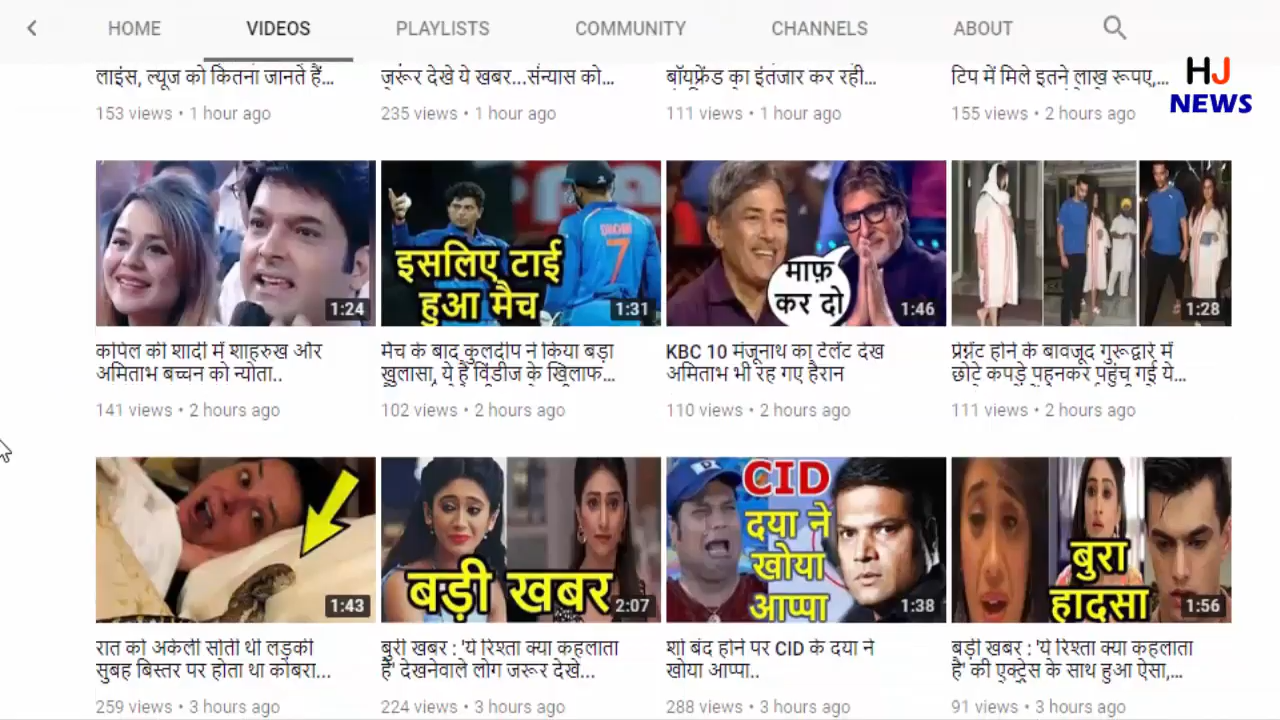 HOME VIDEOS PLAYLISTS COMMUNITY CHANNELS ABOUT
HJ
NEWS
लाइंस, ल्यूज को कितना जानते हैं...
153 views • 1 hour ago
ज़रूर देखे ये खबर...संन्यास को...
235 views • 1 hour ago
बॉयफ्रेंड का इंतजार कर रही...
111 views • 1 hour ago
टिप में मिले इतने लाख रूपए,...
155 views • 2 hours ago
1:24
कपिल की शादी में शाहरुख और
अमिताभ बच्चन को न्योता..
141 views • 2 hours ago
DHONI
7
इसलिए टाई
हुआ मैच
1:31
मैच के बाद कुलदीप ने किया बड़ा
खुलासा, ये है विंडीज के खिलाफ...
102 views • 2 hours ago
माफ़
कर दो
1:46
KBC 10 मंजूनाथ का टैलेंट देख
अमिताभ भी रह गए हैरान
110 views • 2 hours ago
1:28
प्रेग्नेंट होने के बावजूद गुरूद्वारे में
छोटे कपड़े पहनकर पहुंच गई ये...
111 views • 2 hours ago
1:43
रात को अकेली सोती थी लड़की
सुबह बिस्तर पर होता था कोबरा...
259 views • 3 hours ago
बड़ी खबर
2:07
बुरी खबर : 'ये रिश्ता क्या कहलाता
है' देखनेवाले लोग जरूर देखे...
224 views • 3 hours ago
CID
दया ने
खोया
आप्पा
1:38
शो बंद होने पर CID के दया ने
खोया आप्पा..
288 views • 3 hours ago
बुरा
हादसा
1:56
बड़ी खबर : 'ये रिश्ता क्या कहलाता
है' की एक्ट्रेस के साथ हुआ ऐसा,...
91 views • 3 hours ago